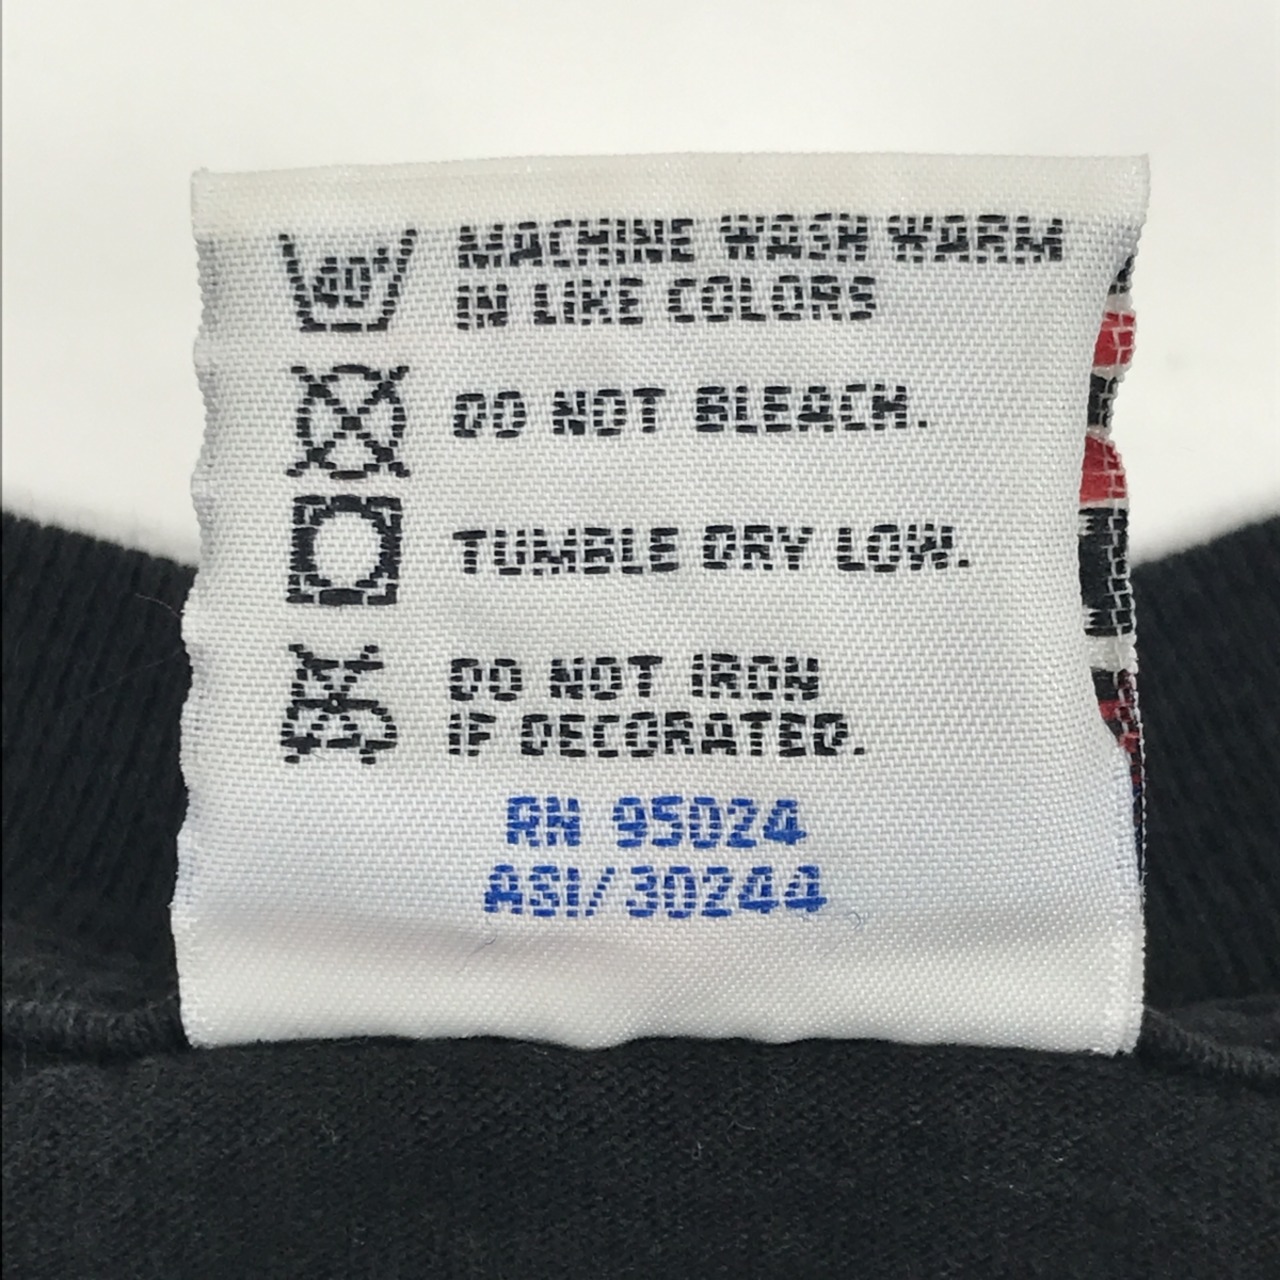 40°
MACHINE WASH WARM
IN LIKE COLORS
DO NOT BLEACH.
TUMBLE DRY LOW.
DO NOT IRON
IF DECORATED.
RN 95024
ASI/30244